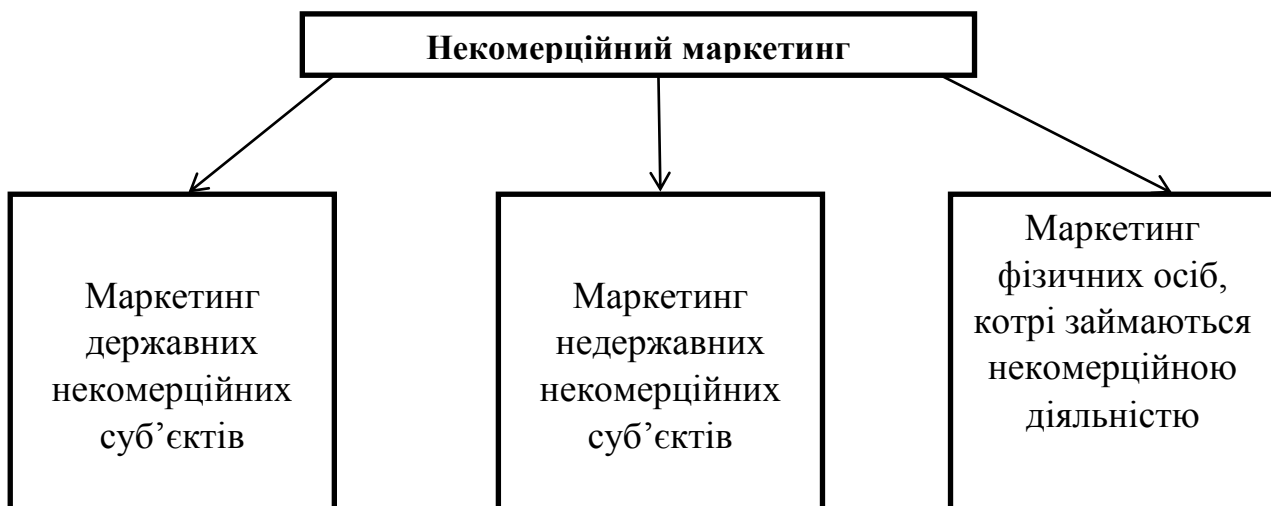 Некомерційний маркетинг
Маркетинг
державних
некомерційних
суб’єктів
Маркетинг
недержавних
некомерційних
суб’єктів
Маркетинг
фізичних осіб,
котрі займаються
некомерційною
діяльністю